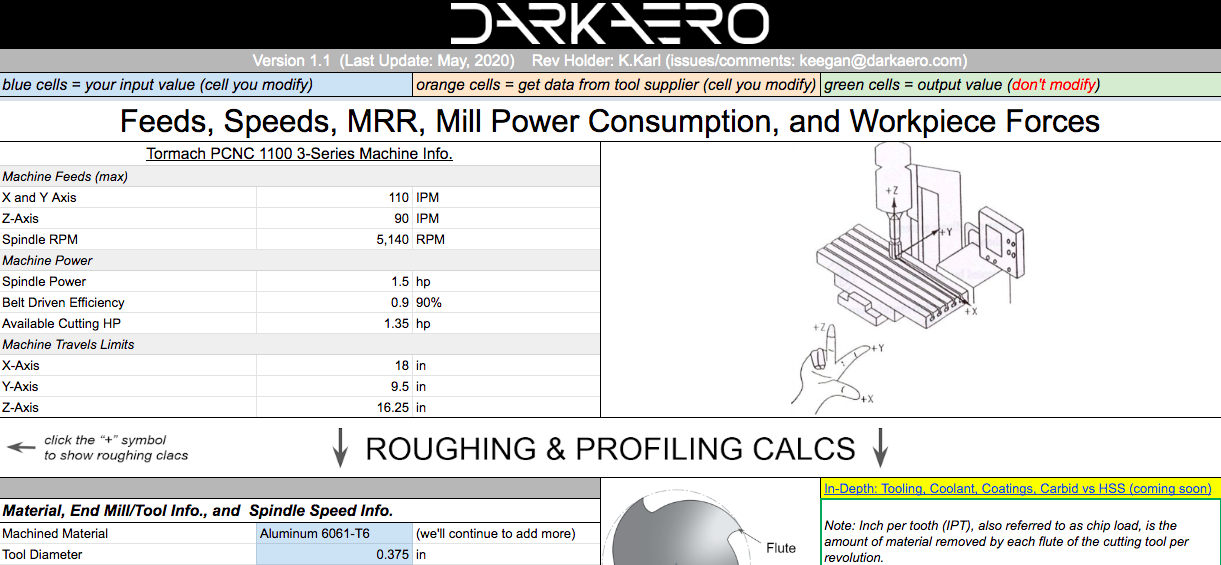 DARKAERO
Version 1.1 (Last Update: May, 2020) Rev Holder: K.Karl (issues/comments: keegan@darkaero.com)
blue cells = your input value (cell you modify)
orange cells = get data from tool supplier (cell you modify)
green cells = output value (don't modify)
Feeds, Speeds, MRR, Mill Power Consumption, and Workpiece Forces
Tormach PCNC 1100 3-Series Machine Info.
Machine Feeds (max)
X and Y Axis 110 IPM
Z-Axis 90 IPM
Spindle RPM 5,140 RPM
Machine Power
Spindle Power 1.5 hp
Belt Driven Efficiency 0.9 90%
Available Cutting HP 1.35 hp
Machine Travels Limits
X-Axis 18 in
Y-Axis 9.5 in
Z-Axis 16.25 in
+Z
+Y
+X
+Z
+Y
+X
click the "+" symbol
to show roughing clacs
ROUGHING & PROFILING CALCS
Material, End Mill/Tool Info., and Spindle Speed Info.
Machined Material Aluminum 6061-T6 (we'll continue to add more)
Tool Diameter 0.375 in
Flute
In-Depth: Tooling, Coolant, Coatings, Carbid vs HSS (coming soon)
Note: Inch per tooth (IPT), also referred to as chip load, is the
amount of material removed by each flute of the cutting tool per
revolution.